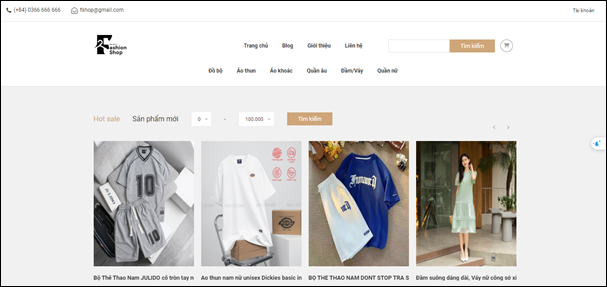 (+84) 0366 666 666 fshop@gmail.com Tài khoản
Fashion
Shop
Trang chủ Blog Giới thiệu Liên hệ Tìm kiếm
Đồ bộ Áo thun Áo khoác Quần âu Đầm/Váy Quần nữ
Hot sale Sản phẩm mới 0 - 100.000 Tìm kiếm
10
DICKIES
Bộ Thể Thao Nam JULIDO cổ tròn tay n
Ao thun nam nữ unisex Dickies basic in
BỘ THE THAO NAM DONT STOP TRA S
Đầm suông dáng dài, Váy nữ công sở xi